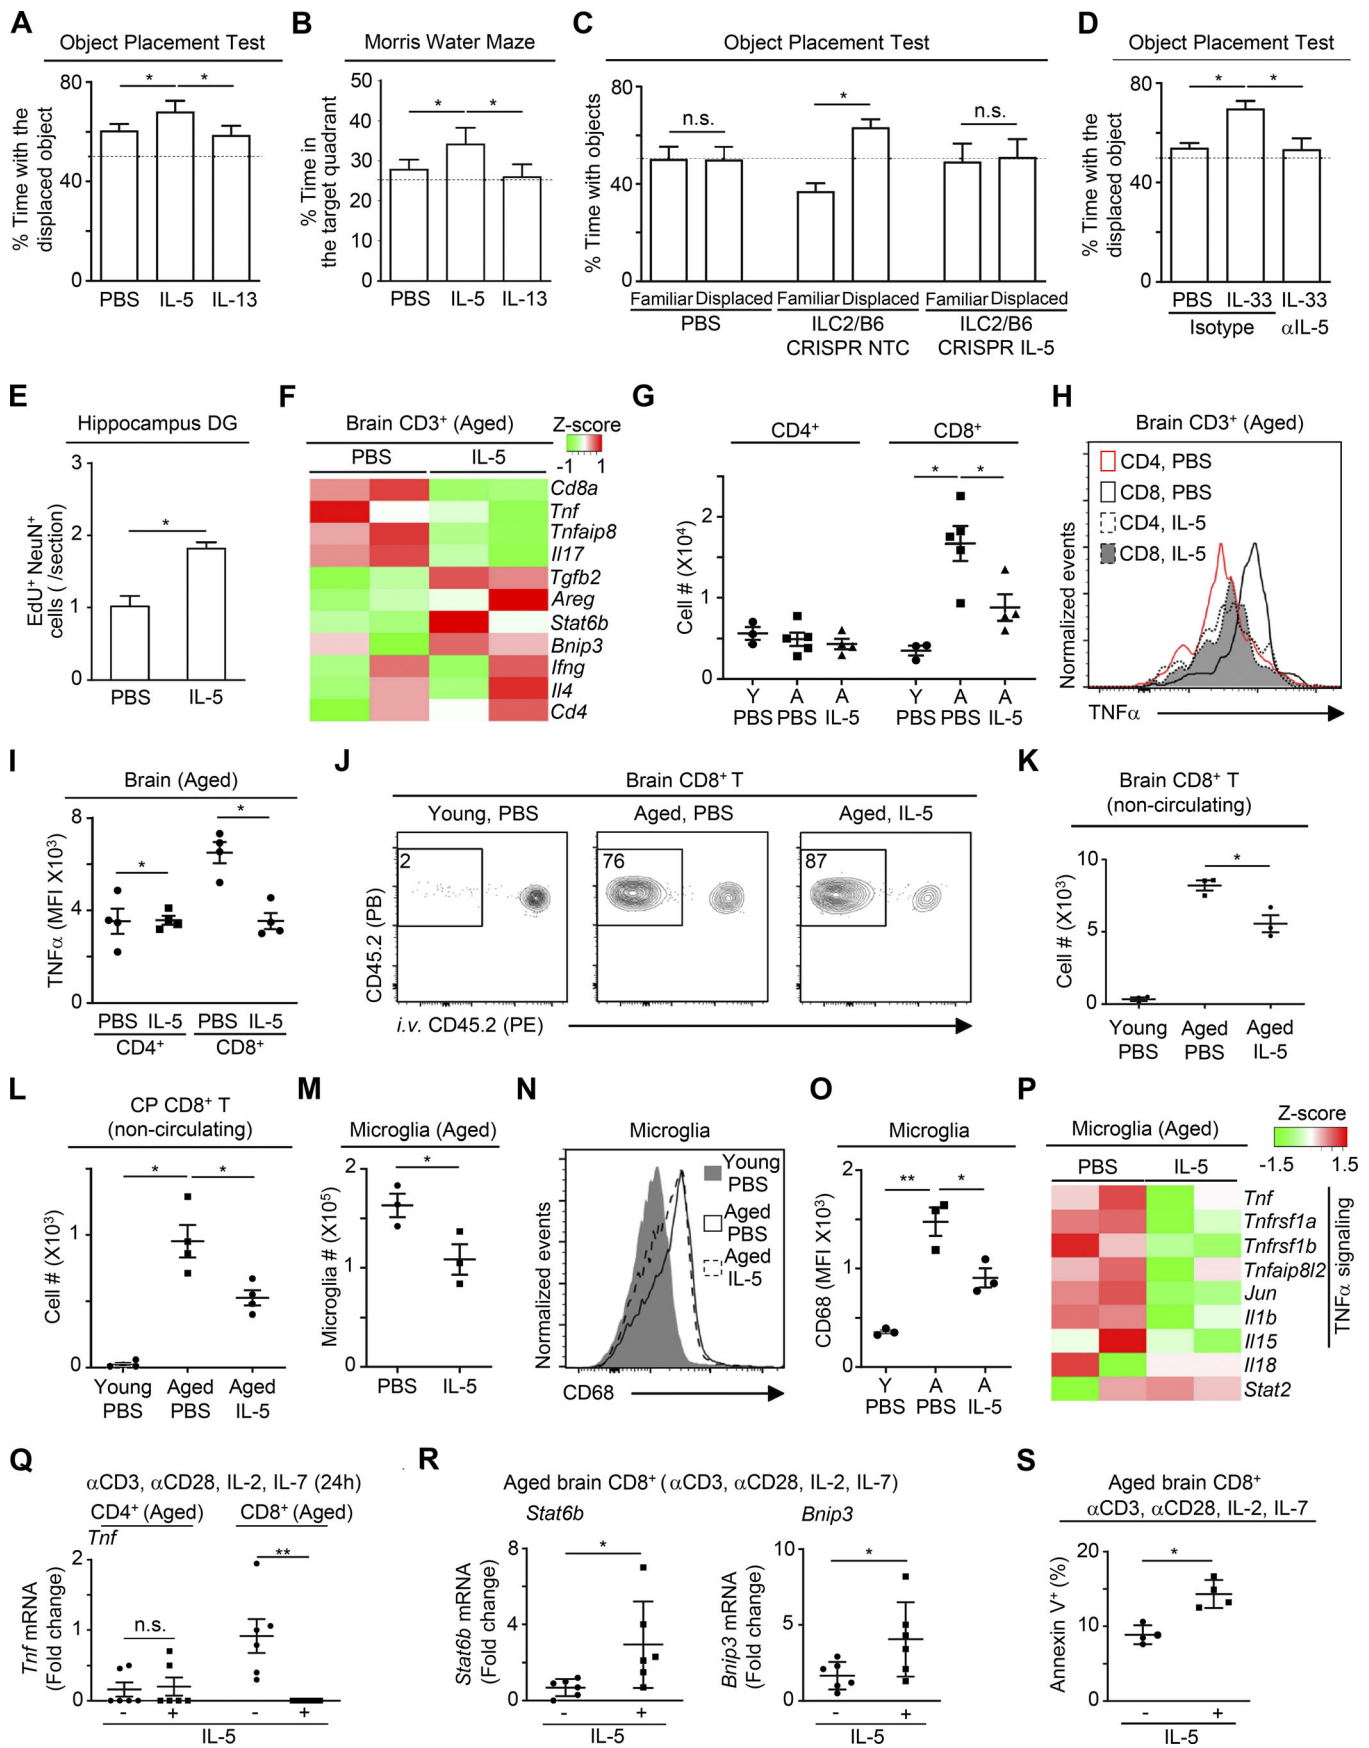 A
Object Placement Test
% Time with the
displaced object
80
40
0
*
*
PBS
IL-5
IL-13
B
Morris Water Maze
% Time in
the target quadrant
50
40
30
20
10
0
*
*
PBS
IL-5
IL-13
C
Object Placement Test
% Time with objects
80
40
0
n.s.
*
n.s.
Familiar Displaced
Familiar Displaced
Familiar Displaced
PBS
ILC2/B6
CRISPR NTC
ILC2/B6
CRISPR IL-5
D
Object Placement Test
% Time with the
displaced object
80
40
0
*
*
PBS
IL-33
IL-33
Isotype
αIL-5
E
Hippocampus DG
EdU⁺ NeuN⁺
cells ( /section)
3
2
1
0
*
PBS
IL-5
F
Brain CD3⁺ (Aged)
Z-score
-1
1
PBS
IL-5
Cd8a
Tnf
Tnfaip8
Il17
Tgfb2
Areg
Stat6b
Bnip3
Ifng
Il4
Cd4
G
CD4⁺
CD8⁺
Cell # (X10⁴)
2
1
0
*
*
Y
A
A
Y
A
A
PBS
PBS
IL-5
PBS
PBS
IL-5
H
Brain CD3⁺ (Aged)
CD4, PBS
CD8, PBS
CD4, IL-5
CD8, IL-5
Normalized events
TNFα
I
Brain (Aged)
TNFα (MFI X10³)
8
4
0
*
*
PBS IL-5
PBS IL-5
CD4⁺
CD8⁺
J
Brain CD8⁺ T
Young, PBS
Aged, PBS
Aged, IL-5
2
76
87
CD45.2 (PB)
i.v. CD45.2 (PE)
K
Brain CD8⁺ T
(non-circulating)
Cell # (X10³)
10
5
0
*
Young
PBS
Aged
PBS
Aged
IL-5
L
CP CD8⁺ T
(non-circulating)
Cell # (X10³)
1
0
*
*
Young
PBS
Aged
PBS
Aged
IL-5
M
Microglia (Aged)
Microglia # (X10⁵)
2
1
0
*
PBS
IL-5
N
Microglia
Young
PBS
Aged
PBS
Aged
IL-5
Normalized events
CD68
O
Microglia
CD68 (MFI X10³)
2
1
0
**
*
Y
PBS
A
PBS
A
IL-5
P
Z-score
-1.5
1.5
Microglia (Aged)
PBS
IL-5
Tnf
Tnfrsf1a
Tnfrsf1b
Tnfaip8l2
Jun
Il1b
Il15
Il18
Stat2
TNFα signaling
Q
αCD3, αCD28, IL-2, IL-7 (24h)
CD4⁺ (Aged)
CD8⁺ (Aged)
Tnf
Tnf mRNA
(Fold change)
2
1
0
n.s.
**
-
+
-
+
IL-5
R
Aged brain CD8⁺ (αCD3, αCD28, IL-2, IL-7)
Stat6b
Stat6b mRNA
(Fold change)
8
4
0
*
-
+
IL-5
Bnip3
Bnip3 mRNA
(Fold change)
10
5
0
*
-
+
IL-5
S
Aged brain CD8⁺
αCD3, αCD28, IL-2, IL-7
Annexin V⁺ (%)
20
10
0
*
-
+
IL-5